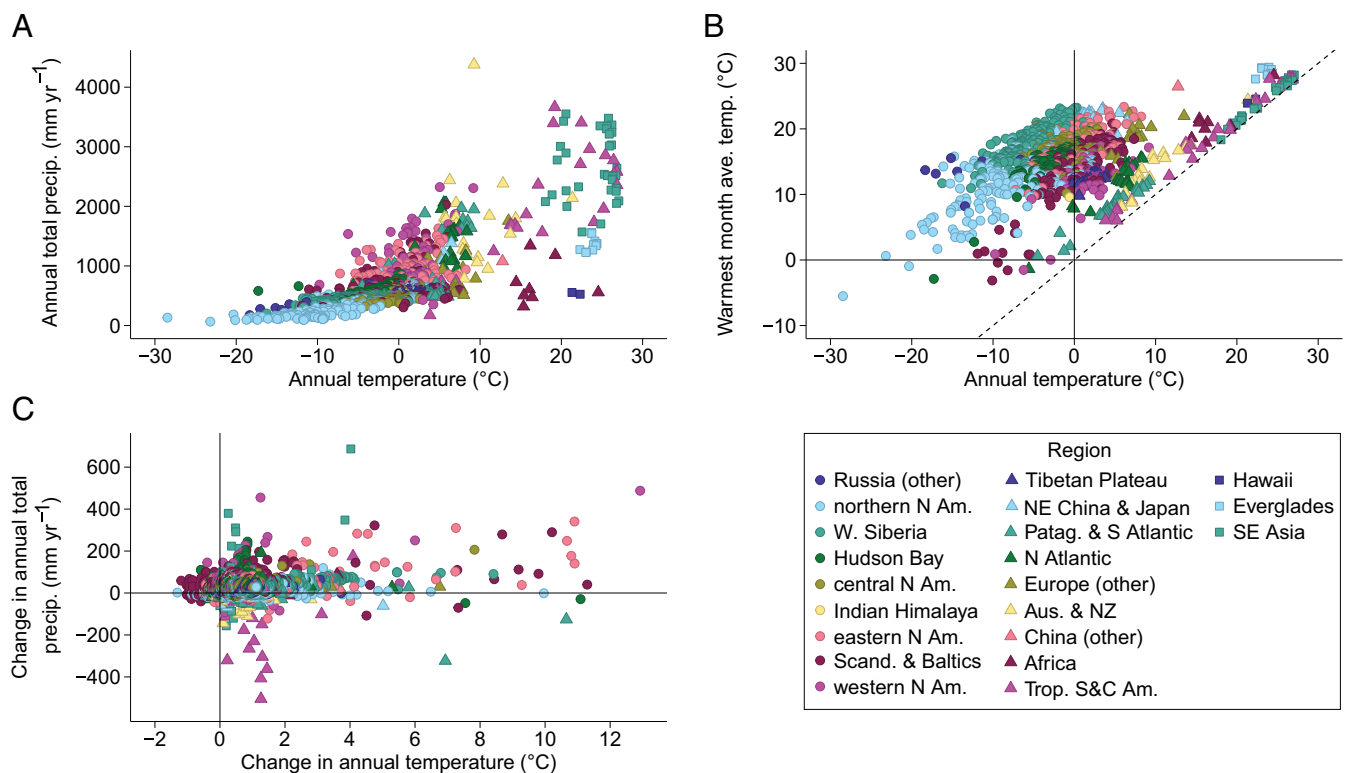 A
Annual total precip. (mm yr⁻¹)
4000
3000
2000
1000
0
−30 −20 −10 0 10 20 30
Annual temperature (°C)
B
Warmest month ave. temp. (°C)
30
20
10
0
−10
−30 −20 −10 0 10 20 30
Annual temperature (°C)
C
Change in annual total
precip. (mm yr⁻¹)
600
400
200
0
−200
−400
−2 0 2 4 6 8 10 12
Change in annual temperature (°C)
Region
Russia (other) Tibetan Plateau Hawaii
northern N Am. NE China & Japan Everglades
W. Siberia Patag. & S Atlantic SE Asia
Hudson Bay N Atlantic
central N Am. Europe (other)
Indian Himalaya Aus. & NZ
eastern N Am. China (other)
Scand. & Baltics Africa
western N Am. Trop. S&C Am.